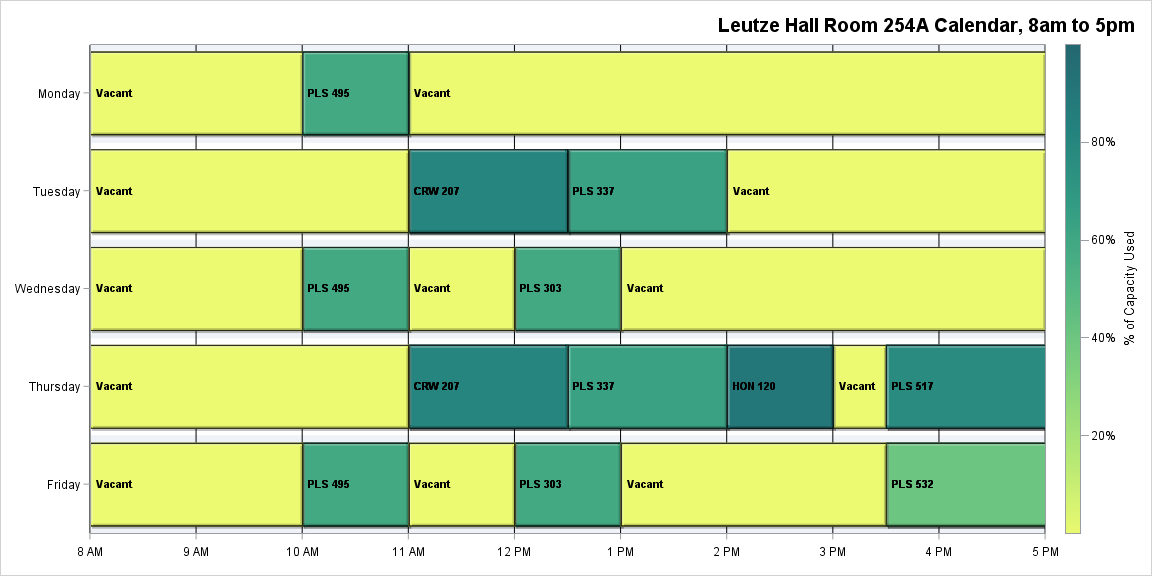 Leutze Hall Room 254A Calendar, 8am to 5pm
Monday
Vacant
PLS 495
Vacant
Tuesday
Vacant
CRW 207
PLS 337
Vacant
Wednesday
Vacant
PLS 495
Vacant
PLS 303
Vacant
Thursday
Vacant
CRW 207
PLS 337
HON 120
Vacant
PLS 517
Friday
Vacant
PLS 495
Vacant
PLS 303
Vacant
PLS 532
8 AM
9 AM
10 AM
11 AM
12 PM
1 PM
2 PM
3 PM
4 PM
5 PM
80%
60%
40%
20%
% of Capacity Used